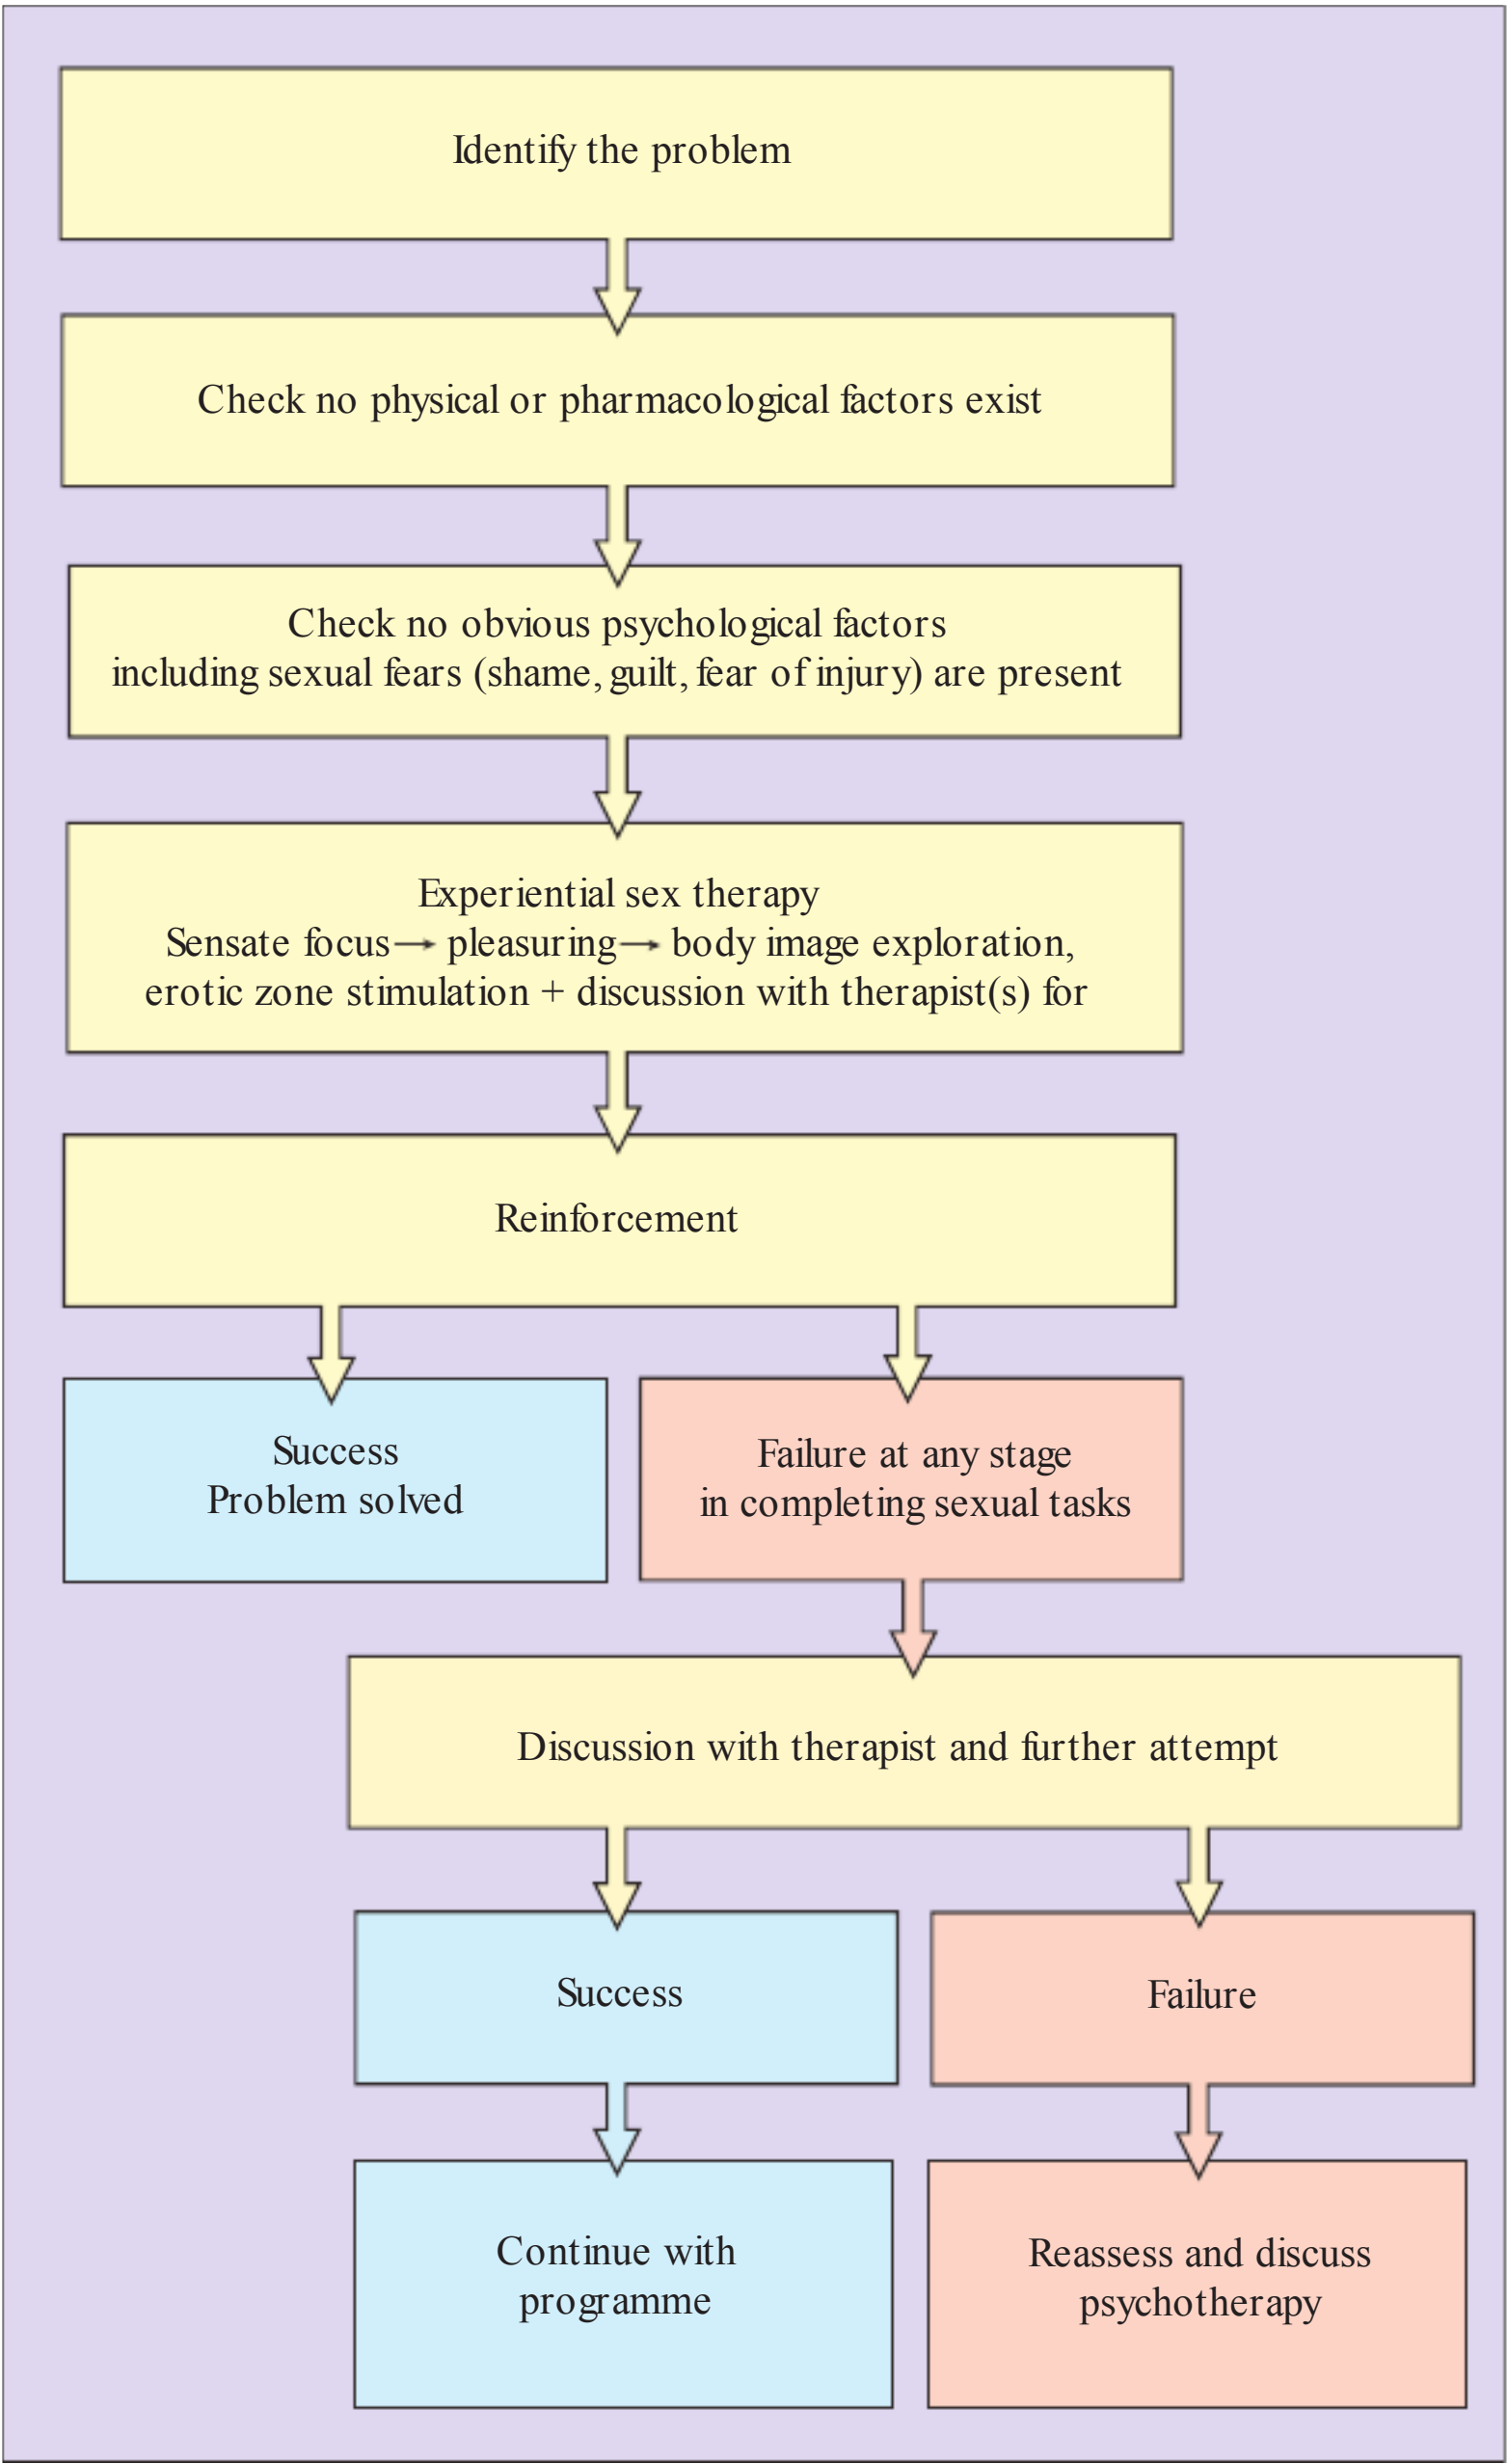 Identify the problem
Check no physical or pharmacological factors exist
Check no obvious psychological factors
including sexual fears (shame, guilt, fear of injury) are present
Experiential sex therapy
Sensate focus → pleasuring → body image exploration,
erotic zone stimulation + discussion with therapist(s) for
Reinforcement
Success
Problem solved
Failure at any stage
in completing sexual tasks
Discussion with therapist and further attempt
Success
Failure
Continue with
programme
Reassess and discuss
psychotherapy